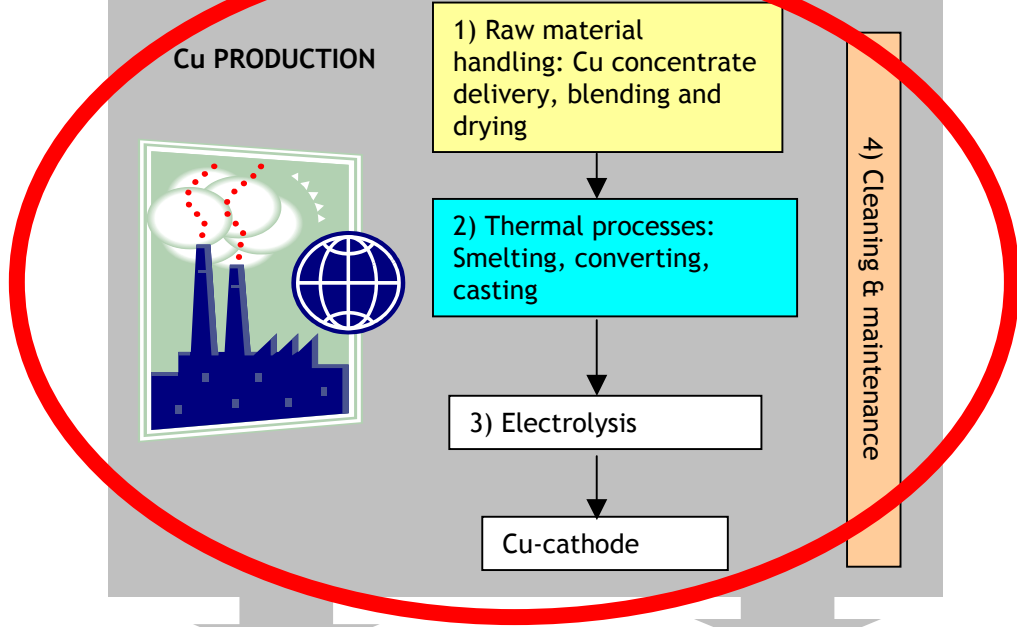 Cu PRODUCTION
1) Raw material
handling: Cu concentrate
delivery, blending and
drying
2) Thermal processes:
Smelting, converting,
casting
3) Electrolysis
Cu-cathode
4) Cleaning & maintenance